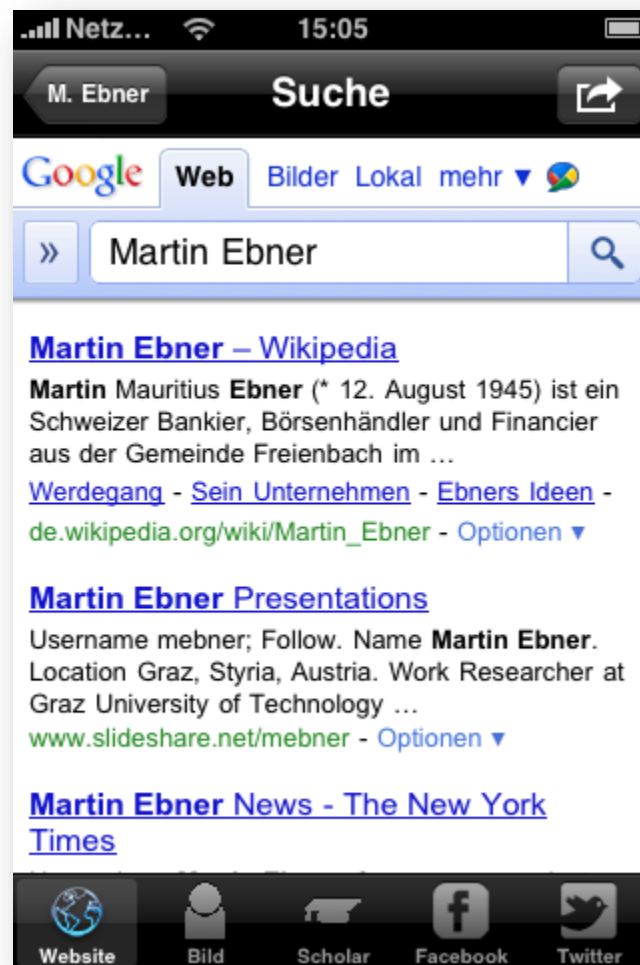 Netz... 15:05
M. Ebner Suche
Google Web Bilder Lokal mehr ▼
» Martin Ebner
Martin Ebner – Wikipedia
Martin Mauritius Ebner (* 12. August 1945) ist ein
Schweizer Bankier, Börsenhändler und Financier
aus der Gemeinde Freienbach im …
Werdegang - Sein Unternehmen - Ebners Ideen -
de.wikipedia.org/wiki/Martin_Ebner - Optionen ▼
Martin Ebner Presentations
Username mebner; Follow. Name Martin Ebner.
Location Graz, Styria, Austria. Work Researcher at
Graz University of Technology …
www.slideshare.net/mebner - Optionen ▼
Martin Ebner News - The New York
Times
Website Bild Scholar Facebook Twitter